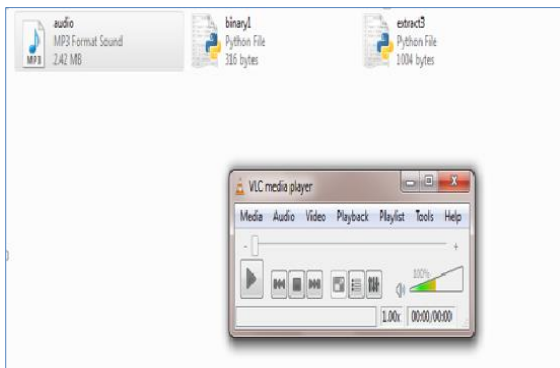 audio
MP3 Format Sound
2.42 MB
MP3
binary1
Python File
316 bytes
extract3
Python File
1004 bytes
VLC media player
Media Audio Video Playback Playlist Tools Help
- +
100%
1.00x 00:00/00:00